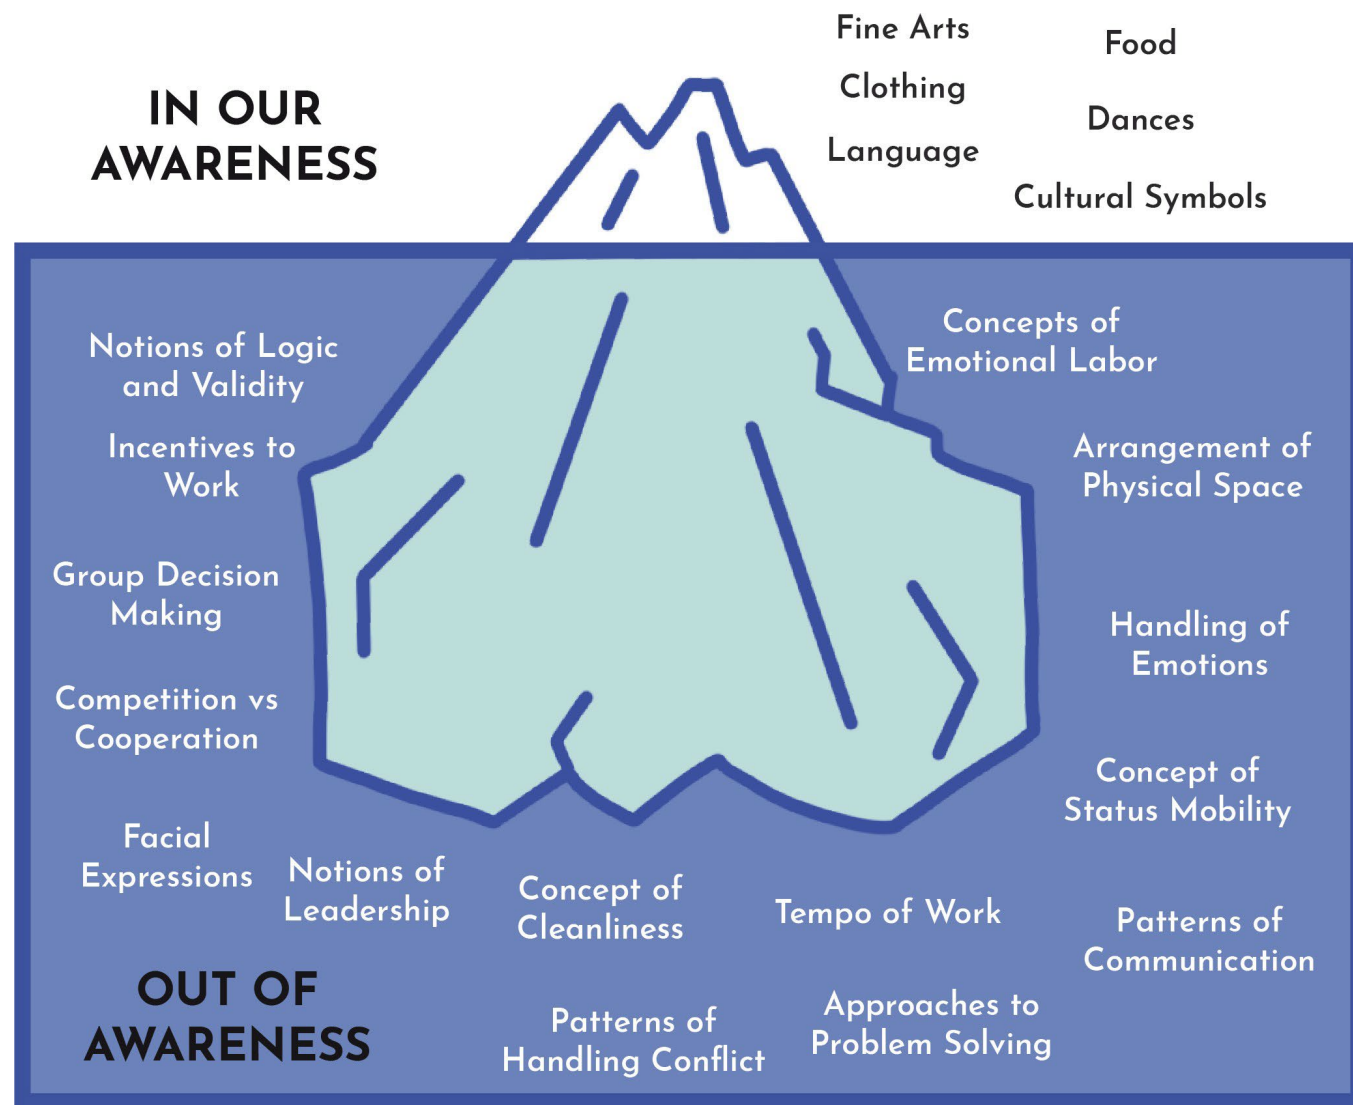 IN OUR
AWARENESS
Fine Arts
Food
Clothing
Dances
Language
Cultural Symbols
Notions of Logic
and Validity
Incentives to
Work
Group Decision
Making
Competition vs
Cooperation
Facial
Expressions
Notions of
Leadership
Concept of
Cleanliness
Tempo of Work
Concepts of
Emotional Labor
Arrangement of
Physical Space
Handling of
Emotions
Concept of
Status Mobility
Patterns of
Communication
Approaches to
Problem Solving
Patterns of
Handling Conflict
OUT OF
AWARENESS